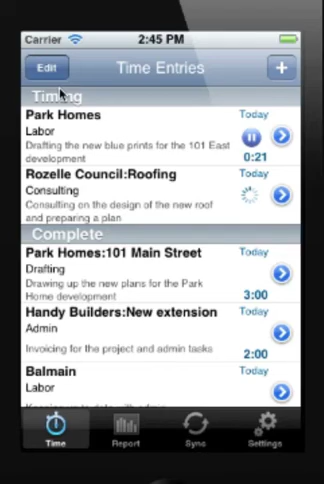 Carrier 2:45 PM
Edit Time Entries +
Timing
Park Homes Today
Labor
Drafting the new blue prints for the 101 East
development 0:21
Rozelle Council:Roofing Today
Consulting
Consulting on the design of the new roof
and preparing a plan
Complete
Park Homes:101 Main Street Today
Drafting
Drawing up the new plans for the Park
Home development 3:00
Handy Builders:New extension Today
Admin
Invoicing for the project and admin tasks
2:00
Balmain Today
Labor
Time Report Sync Settings